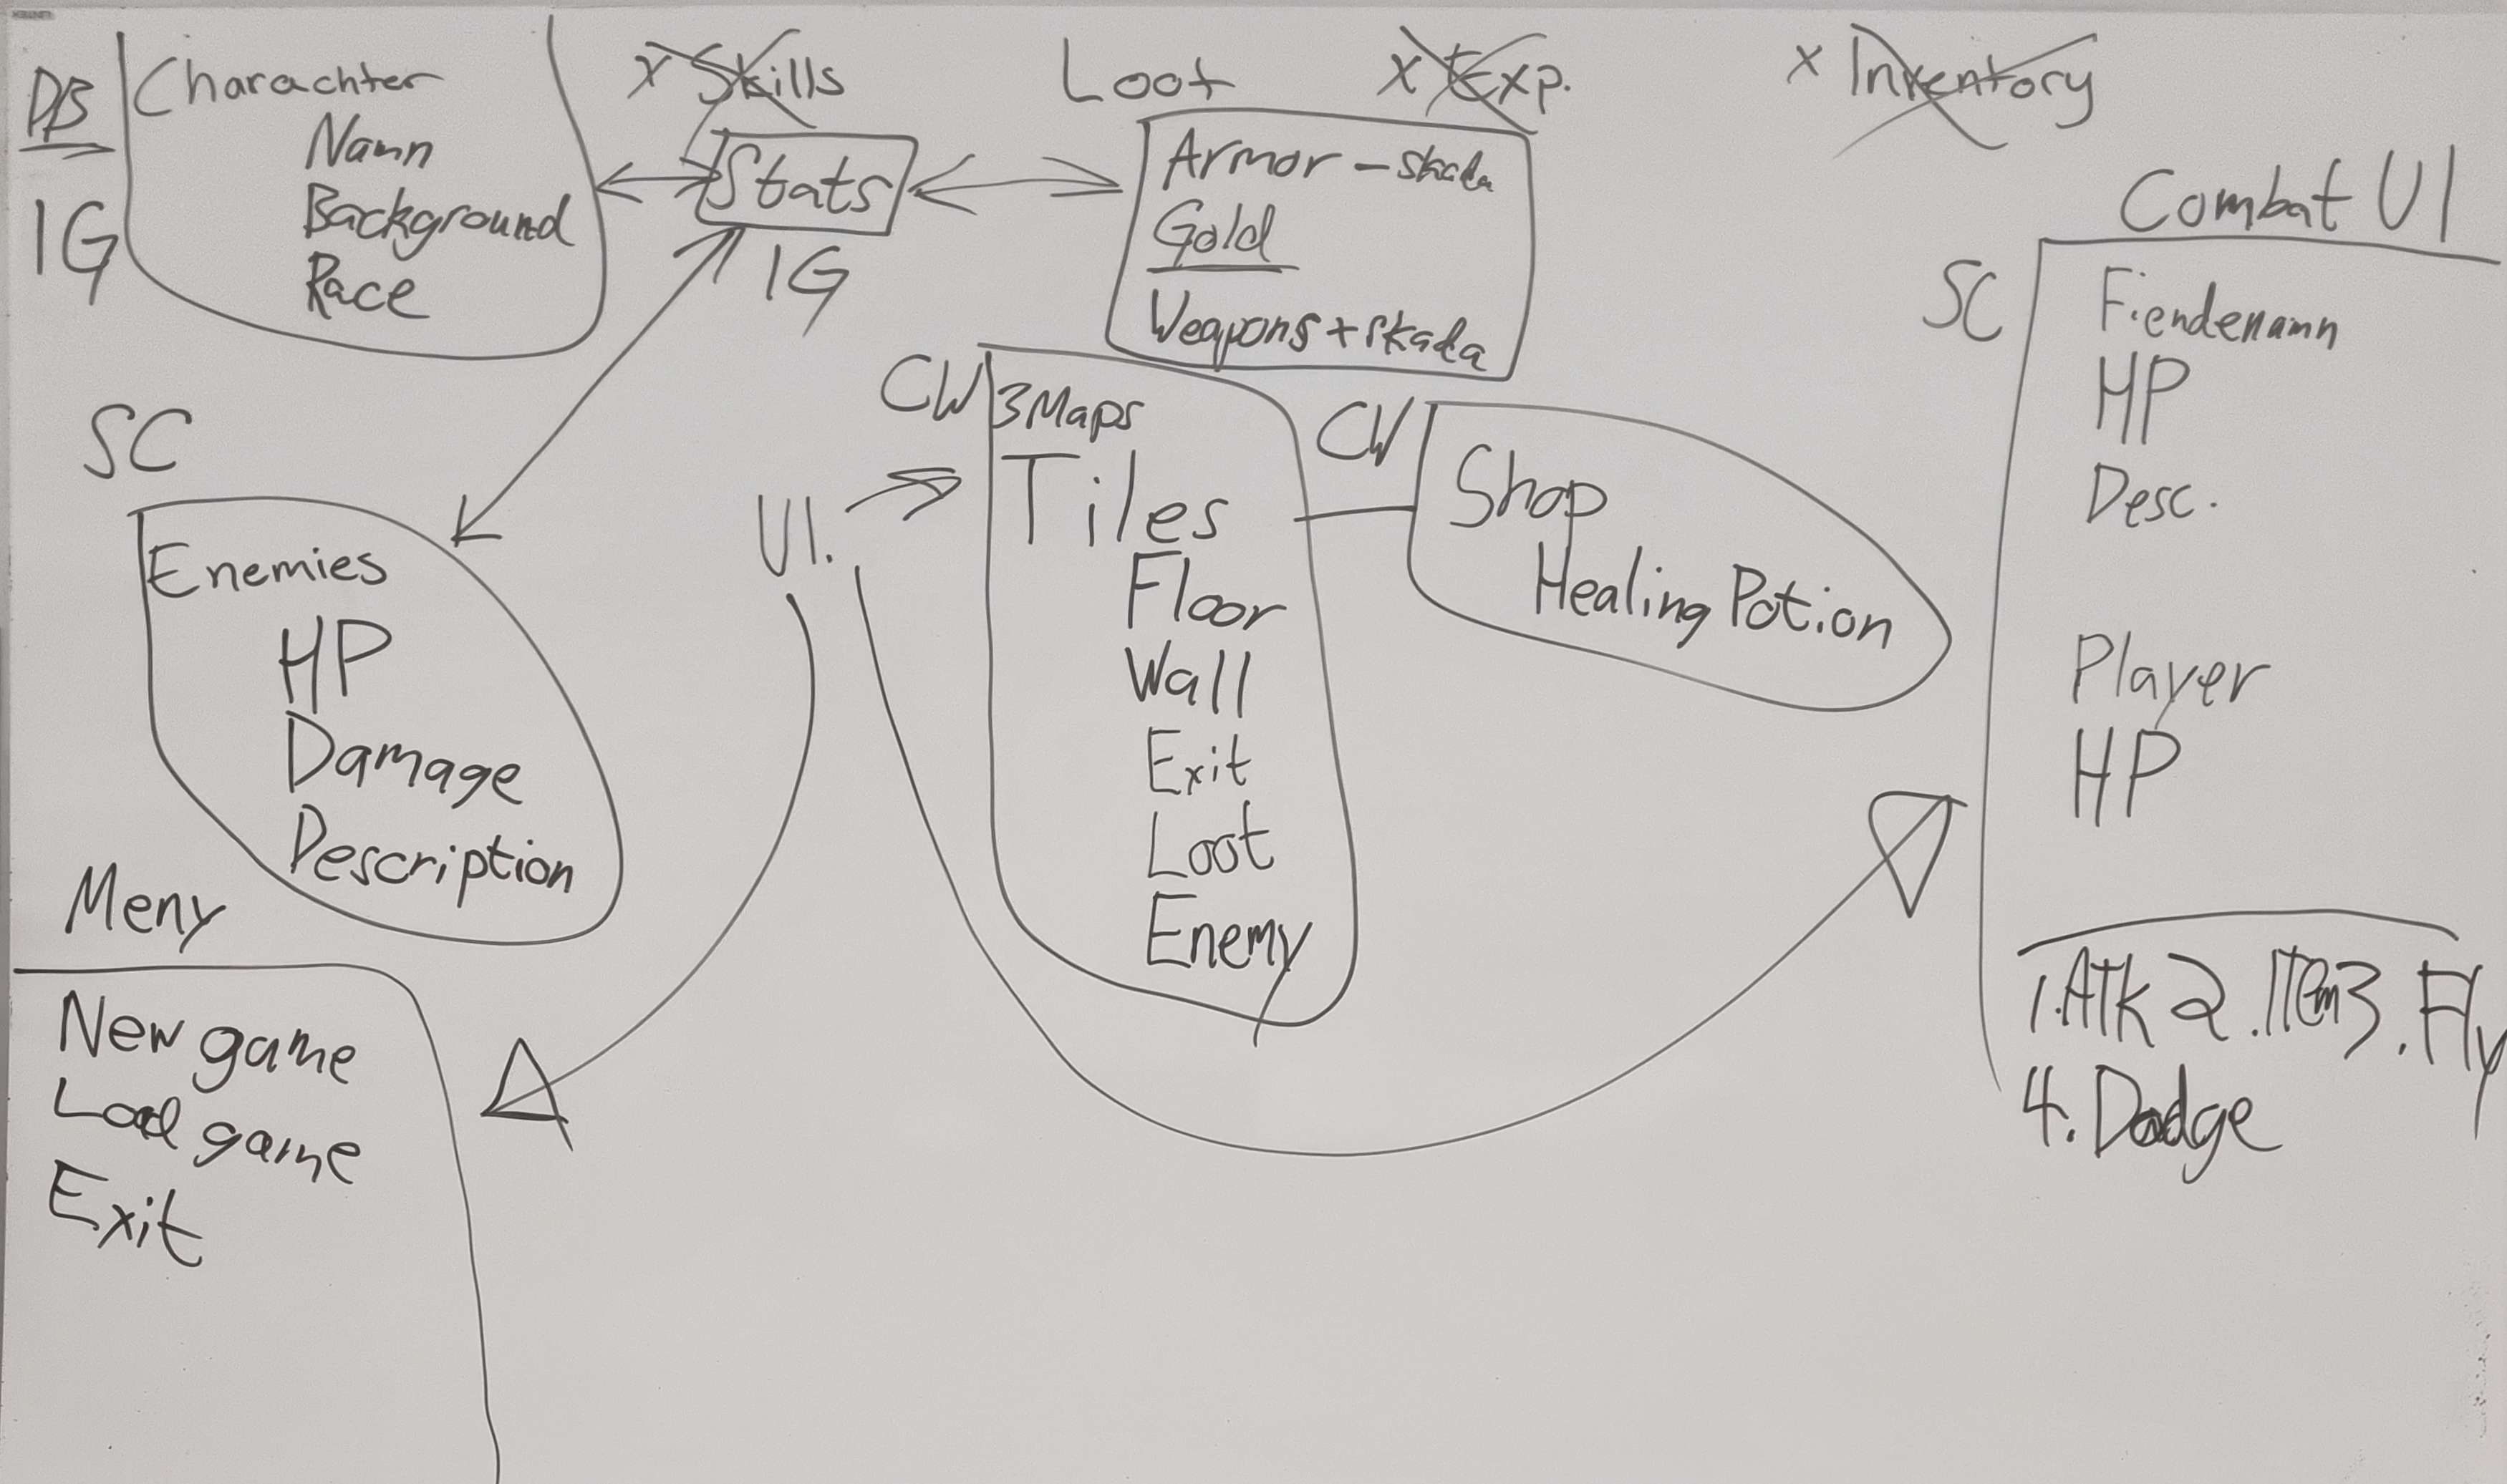 DB
IG
Charachter
Namn
Background
Race
x Skills
Stats
IG
Loot
Armor - skada
Gold
Weapons + skada
x Exp.
x Inventory
SC
Enemies
HP
Damage
Description
UI.
CW
3 Maps
Tiles
Floor
Wall
Exit
Loot
Enemy
CW
Shop
Healing Potion
Combat UI
SC
Fiendenamn
HP
Desc.
Player
HP
1. Atk 2. Item 3. Fly
4. Dodge
Meny
New game
Load game
Exit